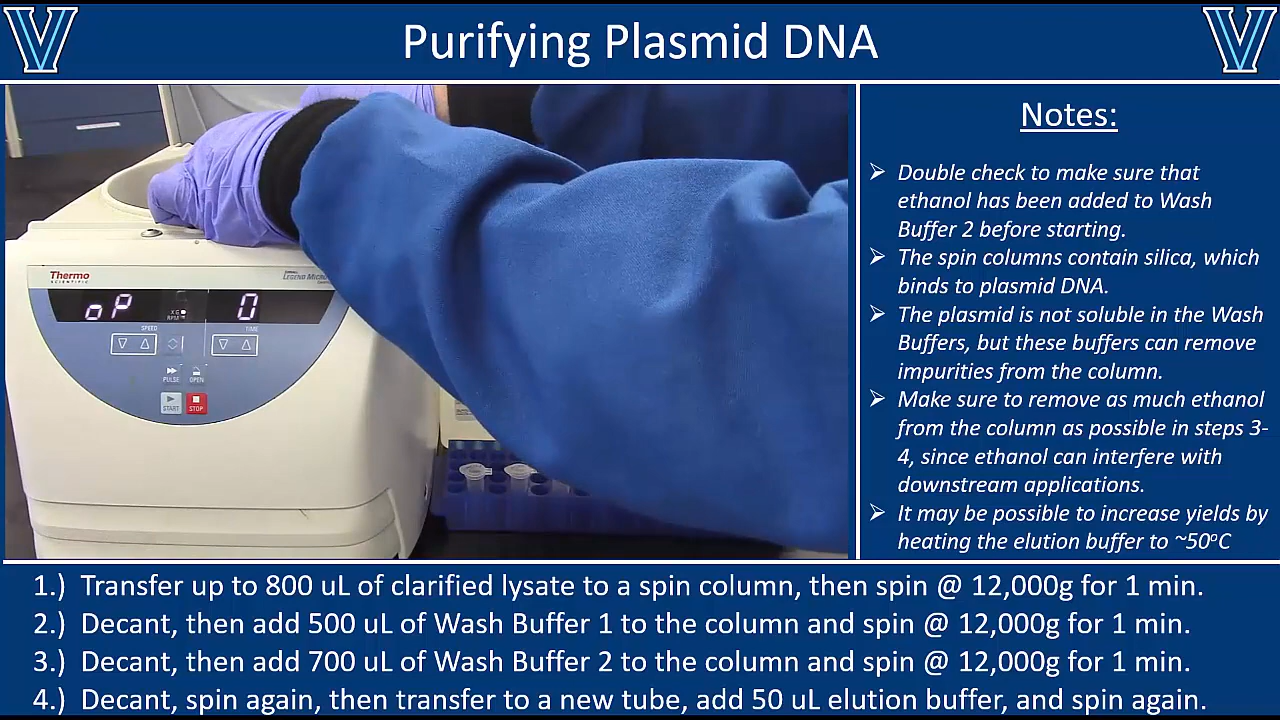 V
Purifying Plasmid DNA
V
Thermo
SCIENTIFIC
LEGEND MICRO
oP
0
RPM
SPEED
TIME
PULSE
OPEN
START
STOP
Notes:
➢ Double check to make sure that
ethanol has been added to Wash
Buffer 2 before starting.
➢ The spin columns contain silica, which
binds to plasmid DNA.
➢ The plasmid is not soluble in the Wash
Buffers, but these buffers can remove
impurities from the column.
➢ Make sure to remove as much ethanol
from the column as possible in steps 3-
4, since ethanol can interfere with
downstream applications.
➢ It may be possible to increase yields by
heating the elution buffer to ~50°C
1.) Transfer up to 800 uL of clarified lysate to a spin column, then spin @ 12,000g for 1 min.
2.) Decant, then add 500 uL of Wash Buffer 1 to the column and spin @ 12,000g for 1 min.
3.) Decant, then add 700 uL of Wash Buffer 2 to the column and spin @ 12,000g for 1 min.
4.) Decant, spin again, then transfer to a new tube, add 50 uL elution buffer, and spin again.